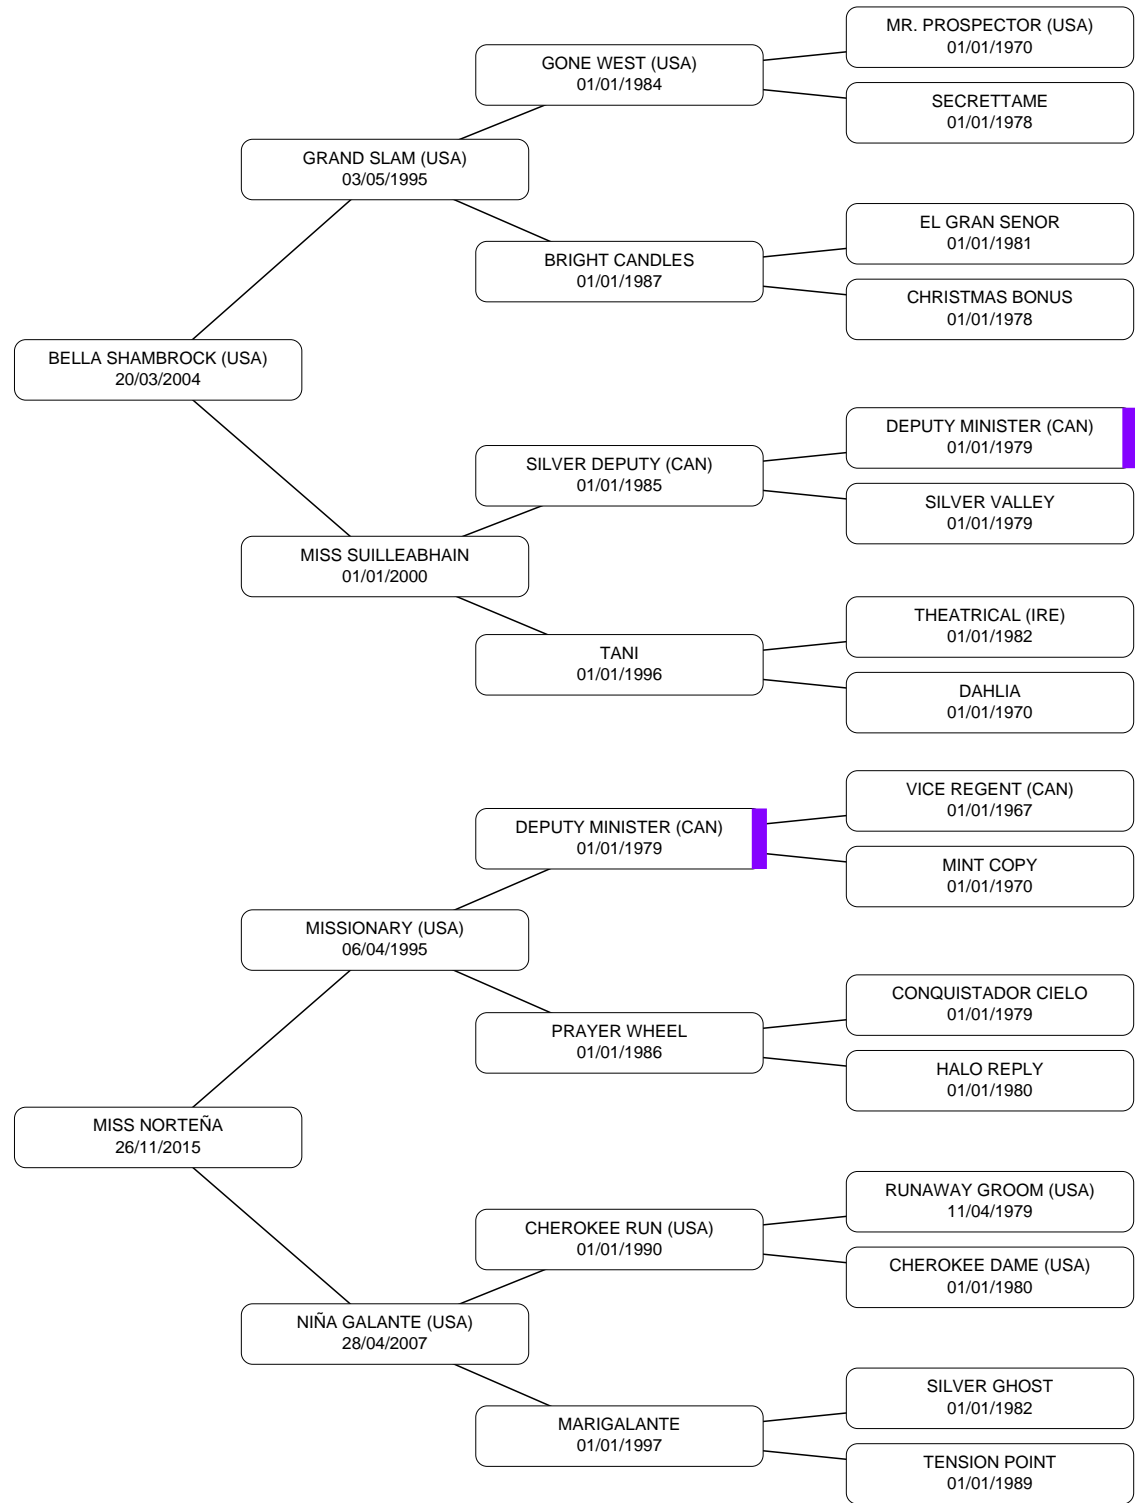 MR. PROSPECTOR (USA)
01/01/1970
GONE WEST (USA)
01/01/1984
SECRETTAME
01/01/1978
GRAND SLAM (USA)
03/05/1995
EL GRAN SENOR
01/01/1981
BRIGHT CANDLES
01/01/1987
CHRISTMAS BONUS
01/01/1978
BELLA SHAMBROCK (USA)
20/03/2004
DEPUTY MINISTER (CAN)
01/01/1979
SILVER DEPUTY (CAN)
01/01/1985
SILVER VALLEY
01/01/1979
MISS SUILLEABHAIN
01/01/2000
THEATRICAL (IRE)
01/01/1982
TANI
01/01/1996
DAHLIA
01/01/1970
VICE REGENT (CAN)
01/01/1967
DEPUTY MINISTER (CAN)
01/01/1979
MINT COPY
01/01/1970
MISSIONARY (USA)
06/04/1995
CONQUISTADOR CIELO
01/01/1979
PRAYER WHEEL
01/01/1986
HALO REPLY
01/01/1980
MISS NORTEÑA
26/11/2015
RUNAWAY GROOM (USA)
11/04/1979
CHEROKEE RUN (USA)
01/01/1990
CHEROKEE DAME (USA)
01/01/1980
NIÑA GALANTE (USA)
28/04/2007
SILVER GHOST
01/01/1982
MARIGALANTE
01/01/1997
TENSION POINT
01/01/1989